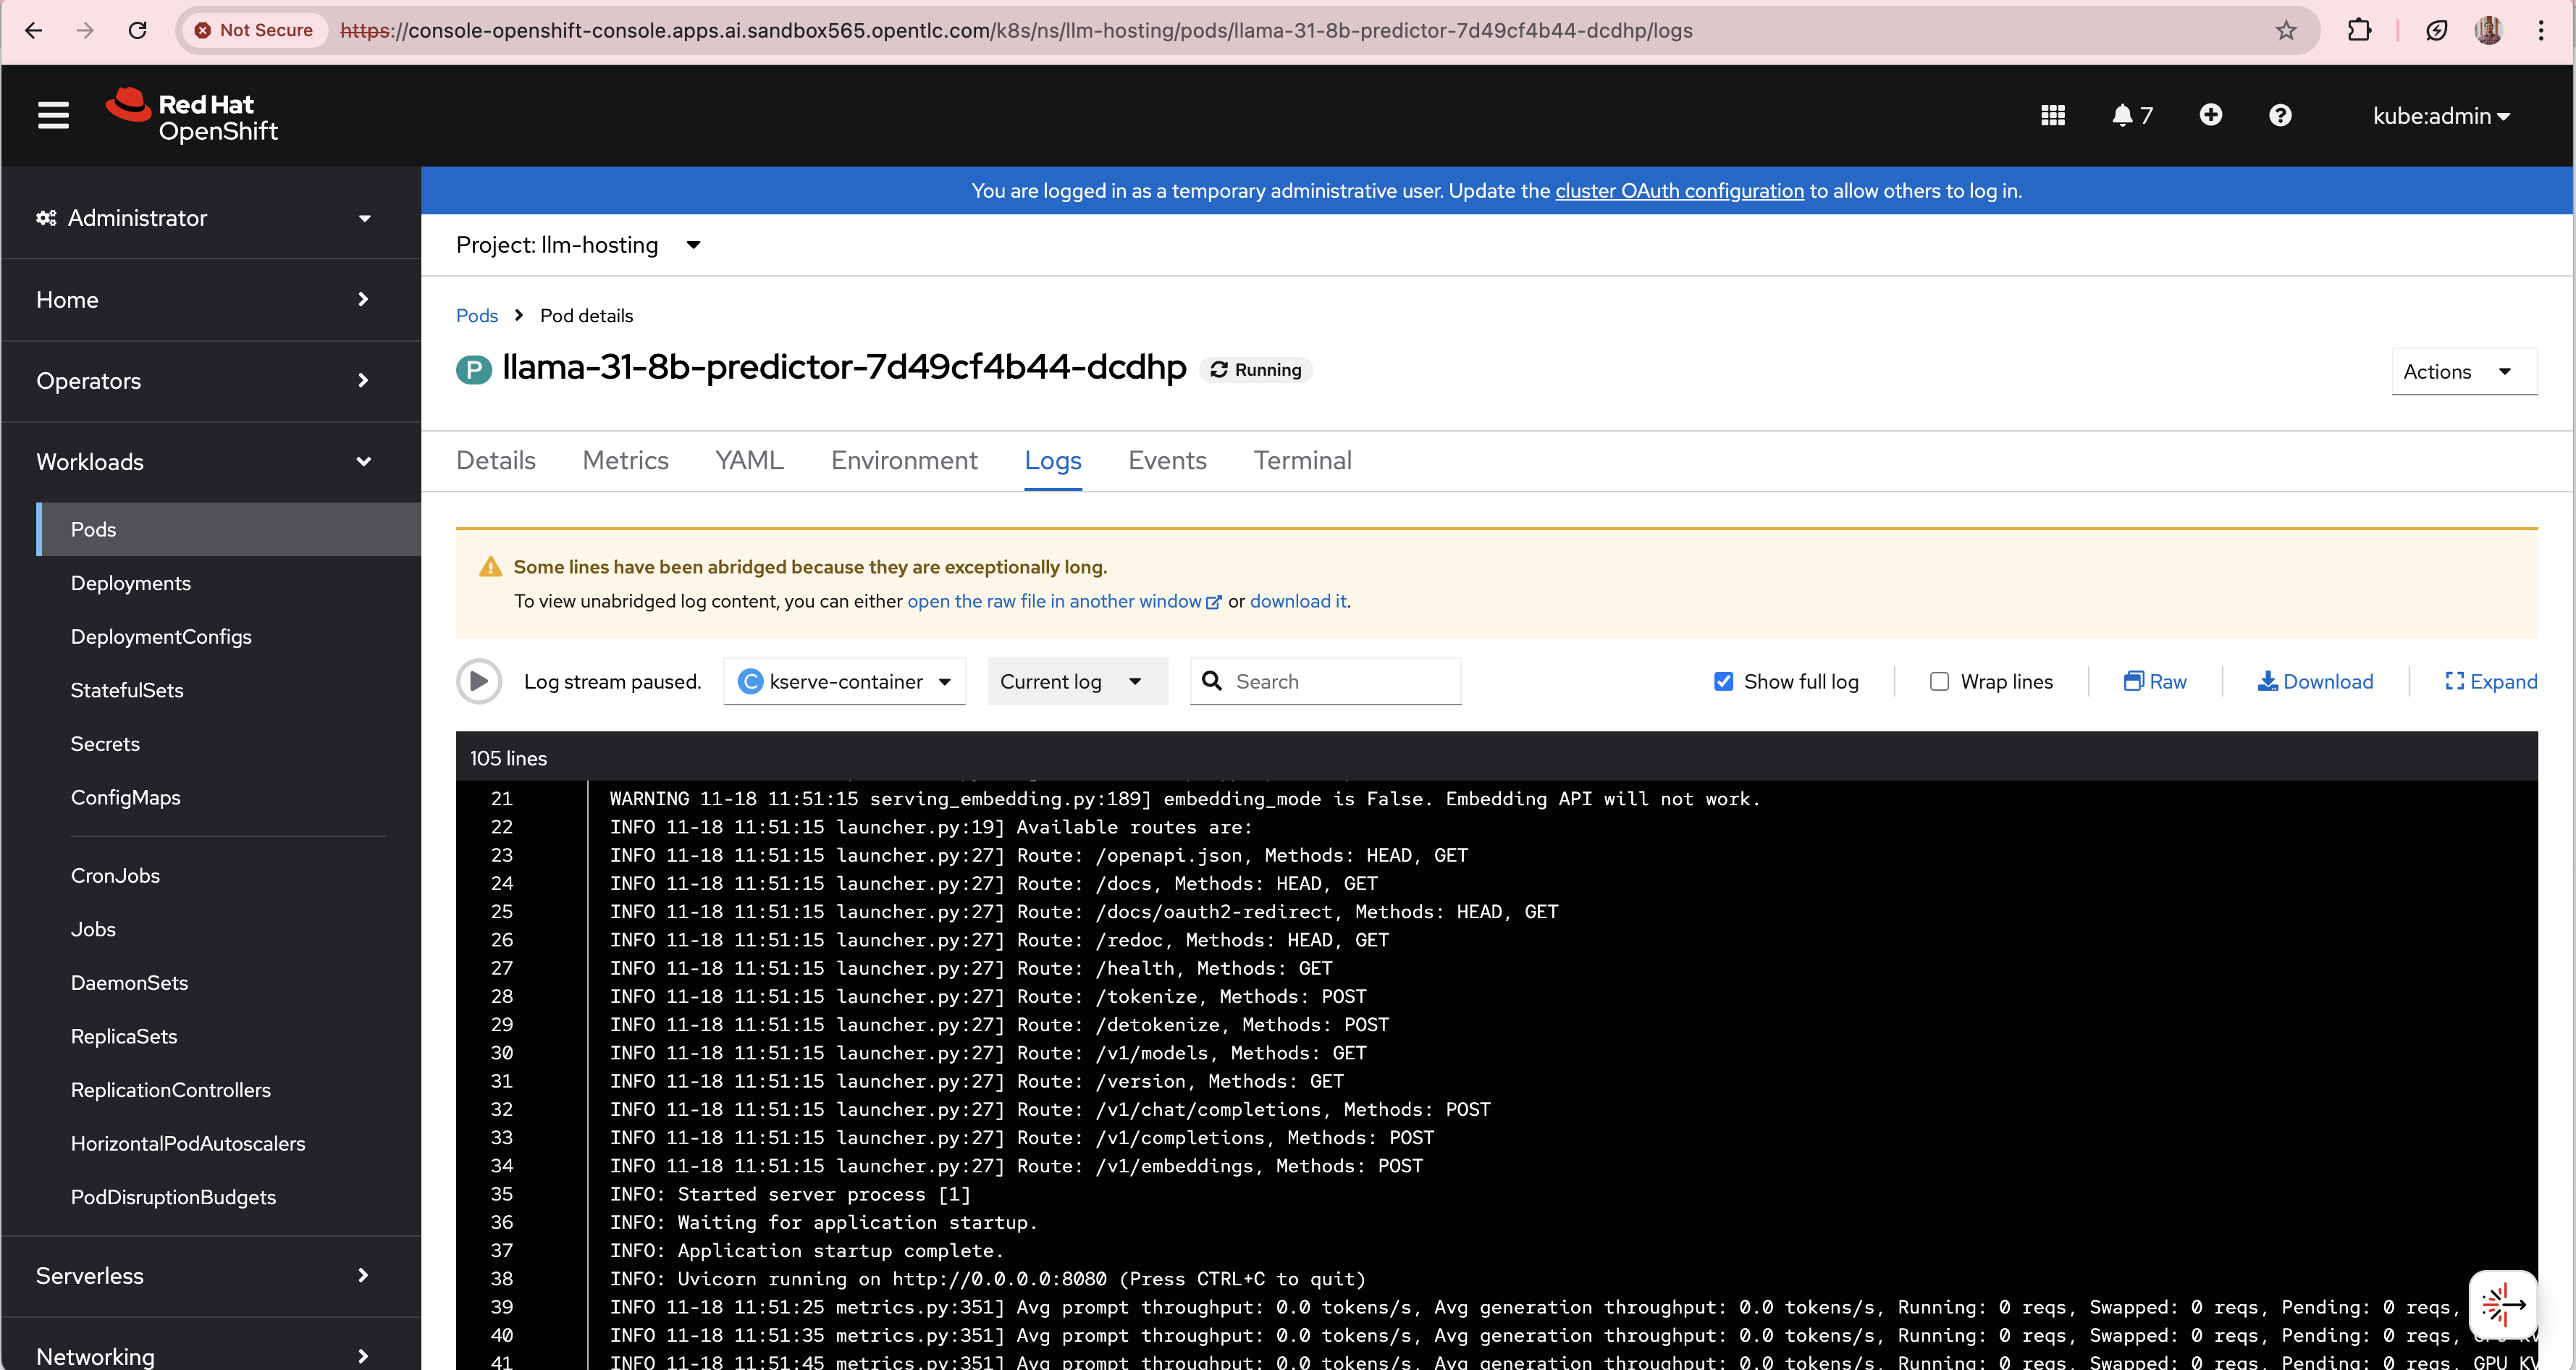 Not Secure https://console-openshift-console.apps.ai.sandbox565.opentlc.com/k8s/ns/llm-hosting/pods/llama-31-8b-predictor-7d49cf4b44-dcdhp/logs
Red Hat
OpenShift
7
kube:admin
You are logged in as a temporary administrative user. Update the cluster OAuth configuration to allow others to log in.
Administrator
Home
Operators
Workloads
Pods
Deployments
DeploymentConfigs
StatefulSets
Secrets
ConfigMaps
CronJobs
Jobs
DaemonSets
ReplicaSets
ReplicationControllers
HorizontalPodAutoscalers
PodDisruptionBudgets
Serverless
Networking
Project: llm-hosting
Pods Pod details
P llama-31-8b-predictor-7d49cf4b44-dcdhp Running
Actions
Details Metrics YAML Environment Logs Events Terminal
Some lines have been abridged because they are exceptionally long.
To view unabridged log content, you can either open the raw file in another window or download it.
Log stream paused. C kserve-container Current log Search Show full log Wrap lines Raw Download Expand
105 lines
21 WARNING 11-18 11:51:15 serving_embedding.py:189] embedding_mode is False. Embedding API will not work.
22 INFO 11-18 11:51:15 launcher.py:19] Available routes are:
23 INFO 11-18 11:51:15 launcher.py:27] Route: /openapi.json, Methods: HEAD, GET
24 INFO 11-18 11:51:15 launcher.py:27] Route: /docs, Methods: HEAD, GET
25 INFO 11-18 11:51:15 launcher.py:27] Route: /docs/oauth2-redirect, Methods: HEAD, GET
26 INFO 11-18 11:51:15 launcher.py:27] Route: /redoc, Methods: HEAD, GET
27 INFO 11-18 11:51:15 launcher.py:27] Route: /health, Methods: GET
28 INFO 11-18 11:51:15 launcher.py:27] Route: /tokenize, Methods: POST
29 INFO 11-18 11:51:15 launcher.py:27] Route: /detokenize, Methods: POST
30 INFO 11-18 11:51:15 launcher.py:27] Route: /v1/models, Methods: GET
31 INFO 11-18 11:51:15 launcher.py:27] Route: /version, Methods: GET
32 INFO 11-18 11:51:15 launcher.py:27] Route: /v1/chat/completions, Methods: POST
33 INFO 11-18 11:51:15 launcher.py:27] Route: /v1/completions, Methods: POST
34 INFO 11-18 11:51:15 launcher.py:27] Route: /v1/embeddings, Methods: POST
35 INFO: Started server process [1]
36 INFO: Waiting for application startup.
37 INFO: Application startup complete.
38 INFO: Uvicorn running on http://0.0.0.0:8080 (Press CTRL+C to quit)
39 INFO 11-18 11:51:25 metrics.py:351] Avg prompt throughput: 0.0 tokens/s, Avg generation throughput: 0.0 tokens/s, Running: 0 reqs, Swapped: 0 reqs, Pending: 0 reqs,
40 INFO 11-18 11:51:35 metrics.py:351] Avg prompt throughput: 0.0 tokens/s, Avg generation throughput: 0.0 tokens/s, Running: 0 reqs, Swapped: 0 reqs, Pending: 0 reqs,
41 INFO 11-18 11:51:45 metrics.py:351] Avg prompt throughput: 0.0 tokens/s, Avg generation throughput: 0.0 tokens/s, Running: 0 reqs, Swapped: 0 reqs, Pending: 0 reqs, GPU KV